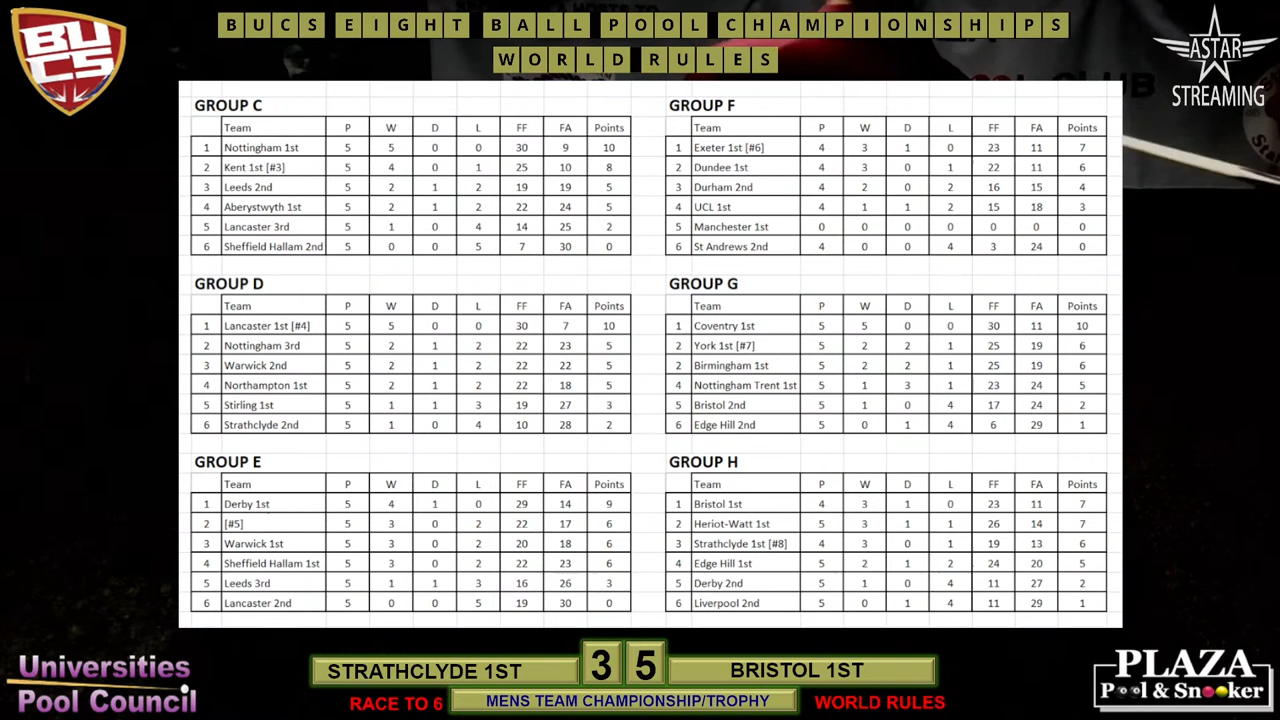 BUCS EIGHT BALL POOL CHAMPIONSHIPS
WORLD RULES
BU
CS
ASTAR
STREAMING
GROUP C
Team P W D L FF FA Points
1 Nottingham 1st 5 5 0 0 30 9 10
2 Kent 1st [#3] 5 4 0 1 25 10 8
3 Leeds 2nd 5 2 1 2 19 19 5
4 Aberystwyth 1st 5 2 1 2 22 24 5
5 Lancaster 3rd 5 1 0 4 14 25 2
6 Sheffield Hallam 2nd 5 0 0 5 7 30 0
GROUP D
Team P W D L FF FA Points
1 Lancaster 1st [#4] 5 5 0 0 30 7 10
2 Nottingham 3rd 5 2 1 2 22 23 5
3 Warwick 2nd 5 2 1 2 22 22 5
4 Northampton 1st 5 2 1 2 22 18 5
5 Stirling 1st 5 1 1 3 19 27 3
6 Strathclyde 2nd 5 1 0 4 10 28 2
GROUP E
Team P W D L FF FA Points
1 Derby 1st 5 4 1 0 29 14 9
2 [#5] 5 3 0 2 22 17 6
3 Warwick 1st 5 3 0 2 20 18 6
4 Sheffield Hallam 1st 5 3 0 2 22 23 6
5 Leeds 3rd 5 1 1 3 16 26 3
6 Lancaster 2nd 5 0 0 5 19 30 0
GROUP F
Team P W D L FF FA Points
1 Exeter 1st [#6] 4 3 1 0 23 11 7
2 Dundee 1st 4 3 0 1 22 11 6
3 Durham 2nd 4 2 0 2 16 15 4
4 UCL 1st 4 1 1 2 15 18 3
5 Manchester 1st 0 0 0 0 0 0 0
6 St Andrews 2nd 4 0 0 4 3 24 0
GROUP G
Team P W D L FF FA Points
1 Coventry 1st 5 5 0 0 30 11 10
2 York 1st [#7] 5 2 2 1 25 19 6
2 Birmingham 1st 5 2 2 1 25 19 6
4 Nottingham Trent 1st 5 1 3 1 23 24 5
5 Bristol 2nd 5 1 0 4 17 24 2
6 Edge Hill 2nd 5 0 1 4 6 29 1
GROUP H
Team P W D L FF FA Points
1 Bristol 1st 4 3 1 0 23 11 7
2 Heriot-Watt 1st 5 3 1 1 26 14 7
3 Strathclyde 1st [#8] 4 3 0 1 19 13 6
4 Edge Hill 1st 5 2 1 2 24 20 5
5 Derby 2nd 5 1 0 4 11 27 2
6 Liverpool 2nd 5 0 1 4 11 29 1
Universities
Pool Council
STRATHCLYDE 1ST 3 5 BRISTOL 1ST
RACE TO 6 MENS TEAM CHAMPIONSHIP/TROPHY WORLD RULES
PLAZA
Pool & Snooker